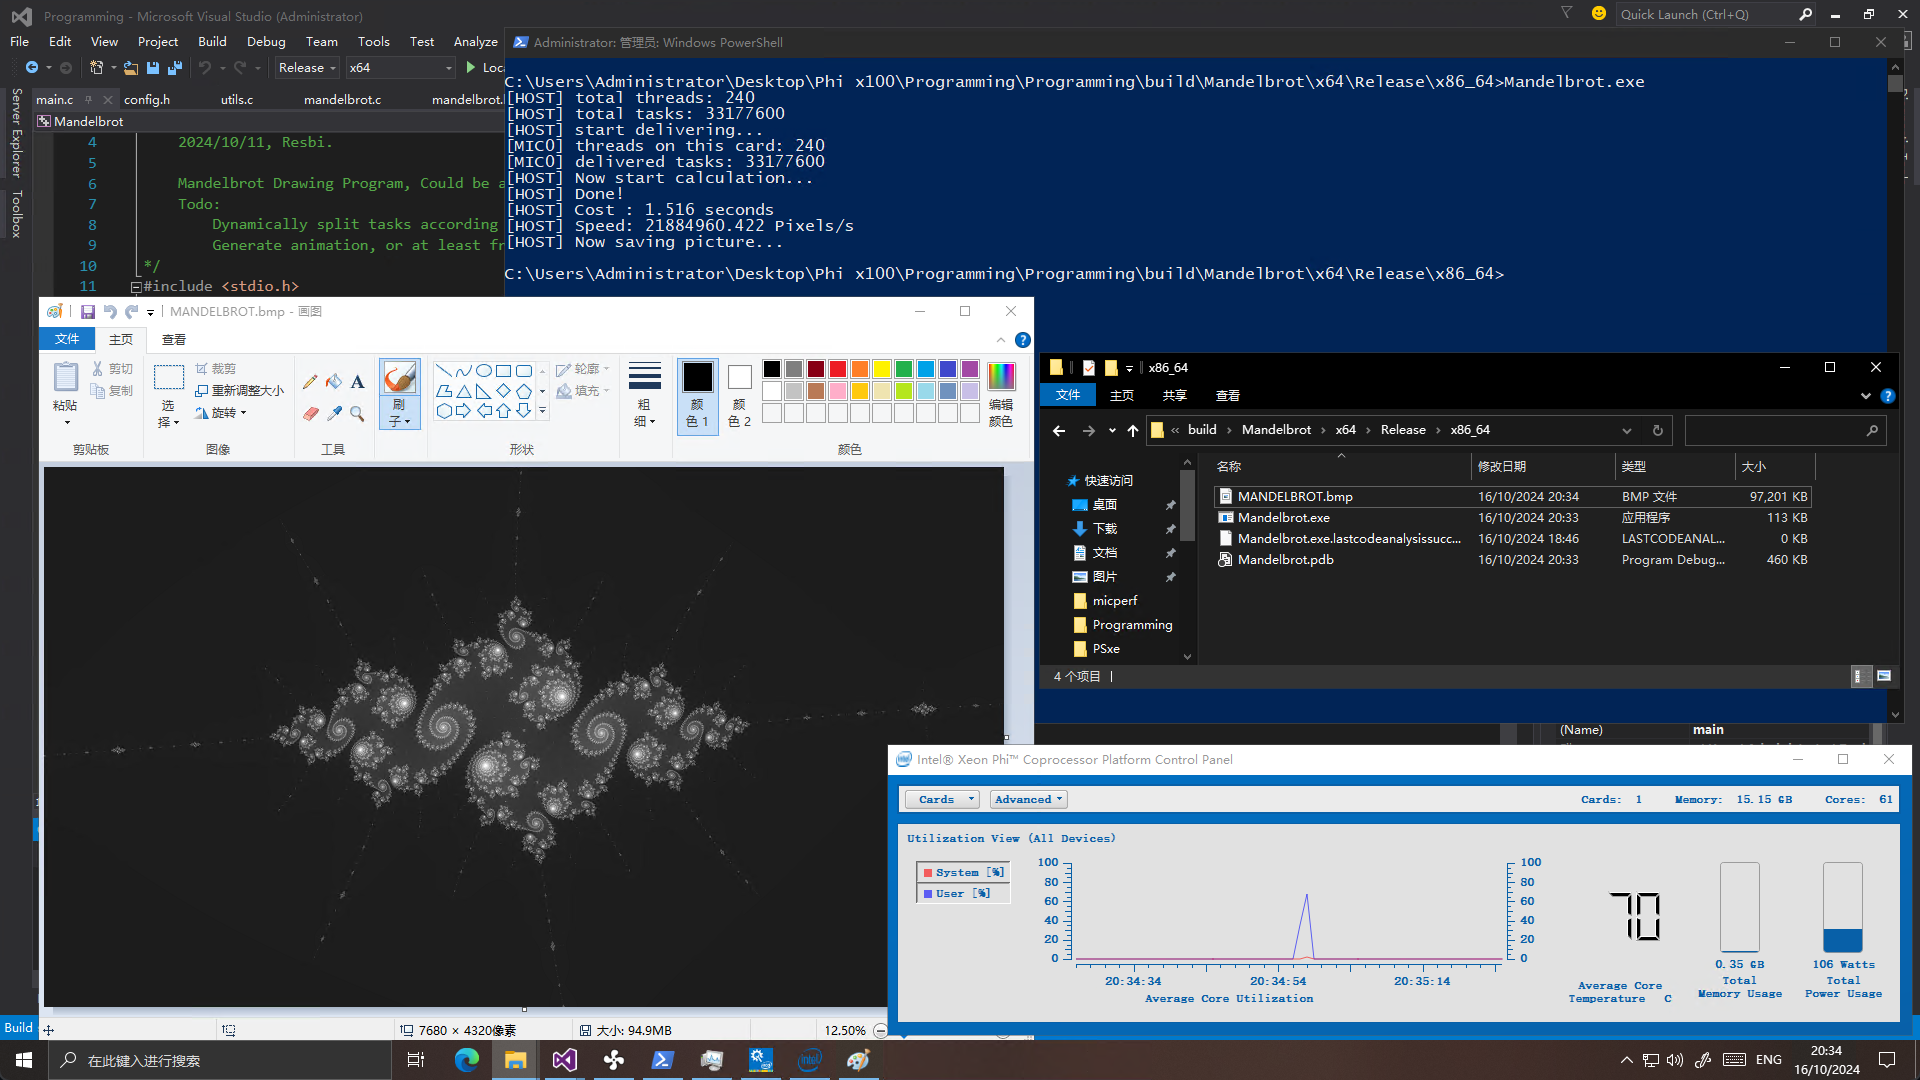 Programming - Microsoft Visual Studio (Administrator)
Quick Launch (Ctrl+Q)
File Edit View Project Build Debug Team Tools Test Analyze
Release x64
main.c config.h utils.c mandelbrot.c
Mandelbrot
Server Explorer
Toolbox
4 2024/10/11, Resbi.
5
6 Mandelbrot Drawing Program, Could be
7 Todo:
8 Dynamically split tasks according
9 Generate animation, or at least
10 */
11 #include <stdio.h>
Administrator: 管理员: Windows PowerShell
C:\Users\Administrator\Desktop\Phi x100\Programming\Programming\build\Mandelbrot\x64\Release\x86_64>Mandelbrot.exe
[HOST] total threads: 240
[HOST] total tasks: 33177600
[HOST] start delivering...
[MIC0] threads on this card: 240
[MIC0] delivered tasks: 33177600
[HOST] Now start calculation...
[HOST] Done!
[HOST] Cost : 1.516 seconds
[HOST] Speed: 21884960.422 Pixels/s
[HOST] Now saving picture...
C:\Users\Administrator\Desktop\Phi x100\Programming\Programming\build\Mandelbrot\x64\Release\x86_64>
MANDELBROT.bmp - 画图
文件 主页 查看
粘贴 剪切 复制
剪贴板
选择 裁剪 重新调整大小 旋转
图像
A
工具
刷子
形状
轮廓
填充
粗细
颜色 1
颜色 2
编辑颜色
颜色
7680 × 4320像素
大小: 94.9MB
12.50%
x86_64
文件 主页 共享 查看
« build › Mandelbrot › x64 › Release › x86_64
名称 修改日期 类型 大小
快速访问
桌面
下载
文档
图片
micperf
Programming
PSxe
MANDELBROT.bmp 16/10/2024 20:34 BMP 文件 97,201 KB
Mandelbrot.exe 16/10/2024 20:33 应用程序 113 KB
Mandelbrot.exe.lastcodeanalysissucc... 16/10/2024 18:46 LASTCODEANAL... 0 KB
Mandelbrot.pdb 16/10/2024 20:33 Program Debug... 460 KB
4 个项目
(Name) main
Intel® Xeon Phi™ Coprocessor Platform Control Panel
Cards Advanced
Cards: 1 Memory: 15.15 GB Cores: 61
Utilization View (All Devices)
System [%]
User [%]
100 80 60 40 20 0
100 80 60 40 20 0
20:34:34 20:34:54 20:35:14
Average Core Utilization
70
Average Core Temperature C
0.35 GB
Total
Memory Usage
106 Watts
Total
Power Usage
Build
在此键入进行搜索
intel
ENG
20:34
16/10/2024